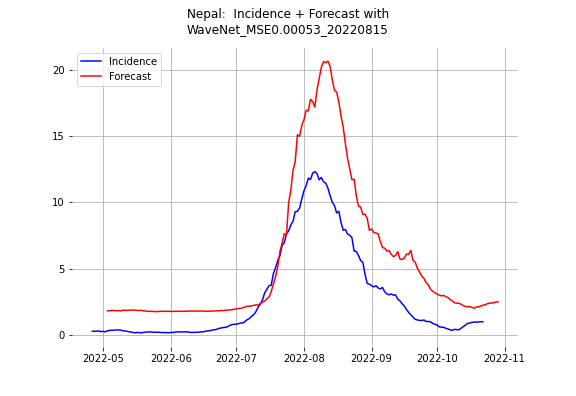 Nepal:  Incidence + Forecast with
WaveNet_MSE0.00053_20220815
Incidence
Forecast
20
15
10
5
0
2022-05 2022-06 2022-07 2022-08 2022-09 2022-10 2022-11